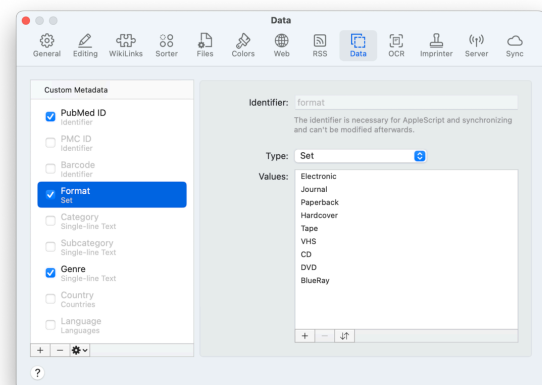 Data
General Editing WikiLinks Sorter Files Colors Web RSS Data OCR Imprinter Server Sync
Custom Metadata
PubMed ID
Identifier
PMC ID
Identifier
Barcode
Identifier
Format
Set
Category
Single-line Text
Subcategory
Single-line Text
Genre
Single-line Text
Country
Countries
Language
Languages
Identifier: format
The identifier is necessary for AppleScript and synchronizing
and can't be modified afterwards.
Type: Set
Values: Electronic
Journal
Paperback
Hardcover
Tape
VHS
CD
DVD
BlueRay
?